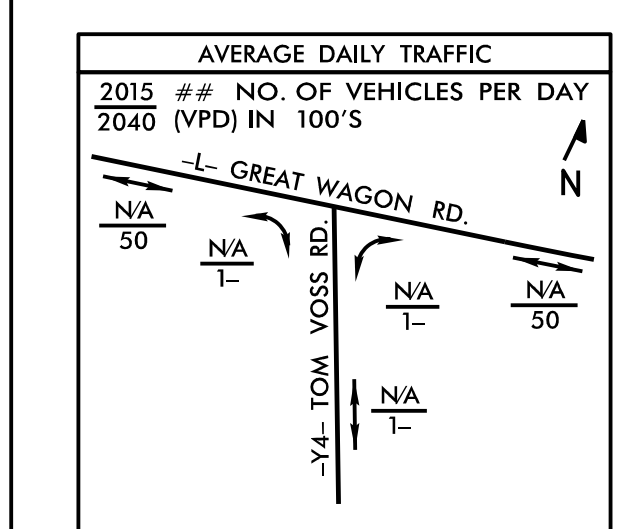 AVERAGE DAILY TRAFFIC
2015 ## NO. OF VEHICLES PER DAY
2040 (VPD) IN 100'S
N
–L– GREAT WAGON RD.
N/A
50
N/A
1–
–Y4– TOM VOSS RD.
N/A
1–
N/A
50
N/A
1–